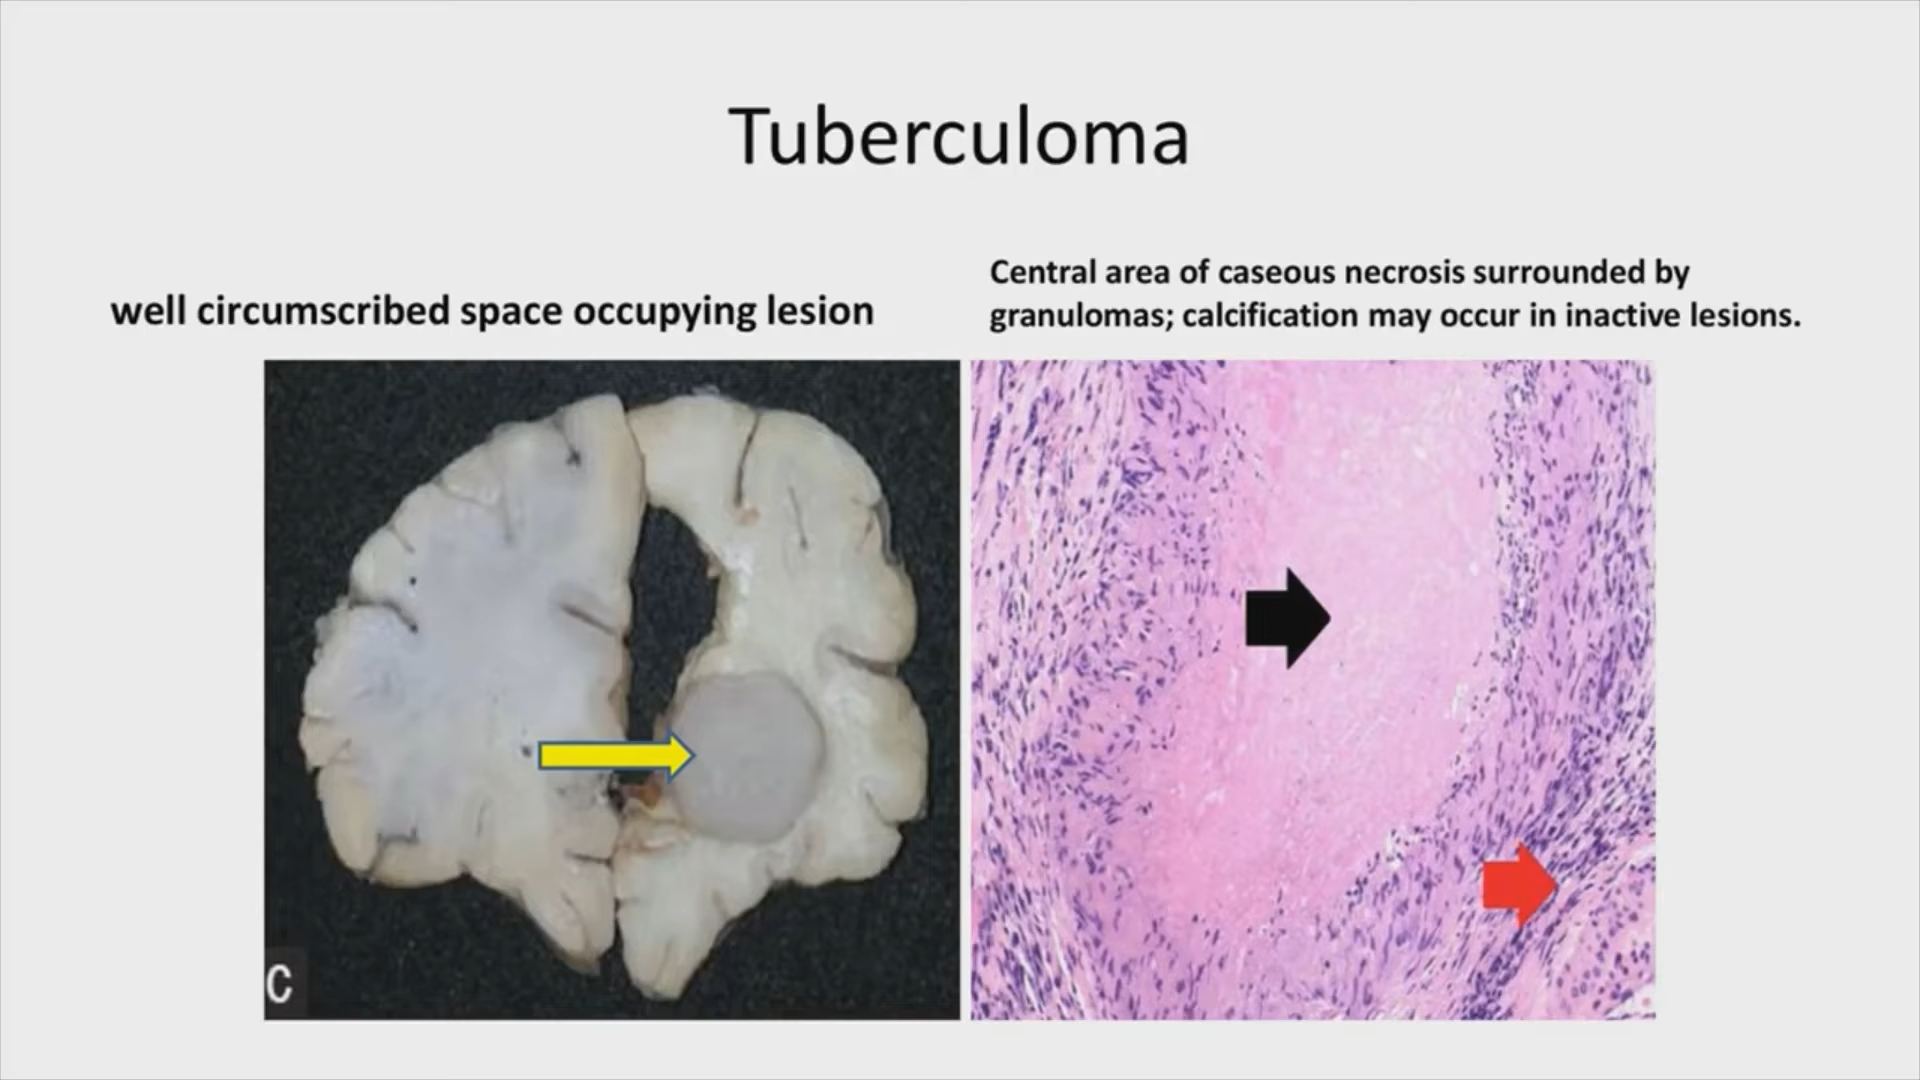 Tuberculoma
well circumscribed space occupying lesion
Central area of caseous necrosis surrounded by
granulomas; calcification may occur in inactive lesions.
C